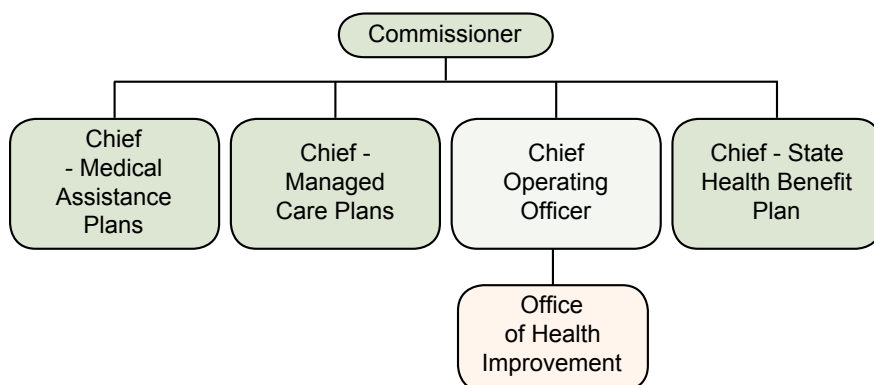 Commissioner
Chief
- Medical
Assistance
Plans
Chief -
Managed
Care Plans
Chief
Operating
Officer
Chief - State
Health Benefit
Plan
Office
of Health
Improvement